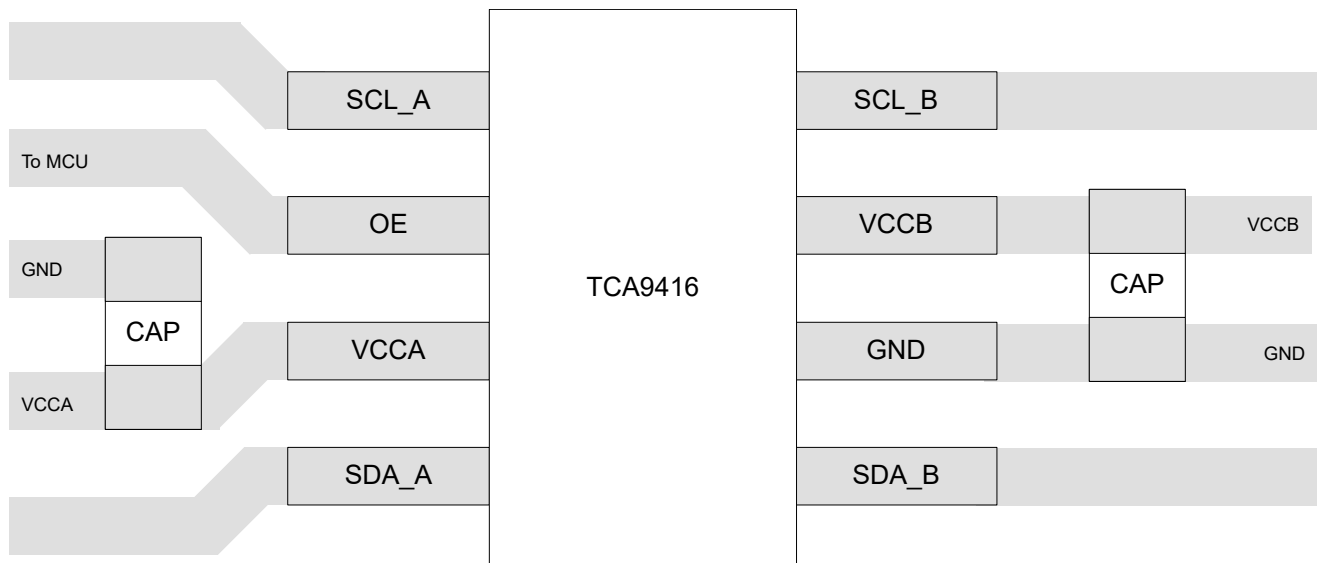 SCL_A
SCL_B
To MCU
OE
VCCB
VCCB
GND
TCA9416
CAP
CAP
VCCA
GND
GND
VCCA
SDA_A
SDA_B